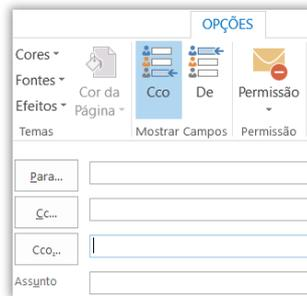 OPÇÕES
Cores
Fontes
Efeitos
Cor da
Página
Cco
De
Permissão
Temas
Mostrar Campos
Permissão
Para...
Cc...
Cco...
Assunto